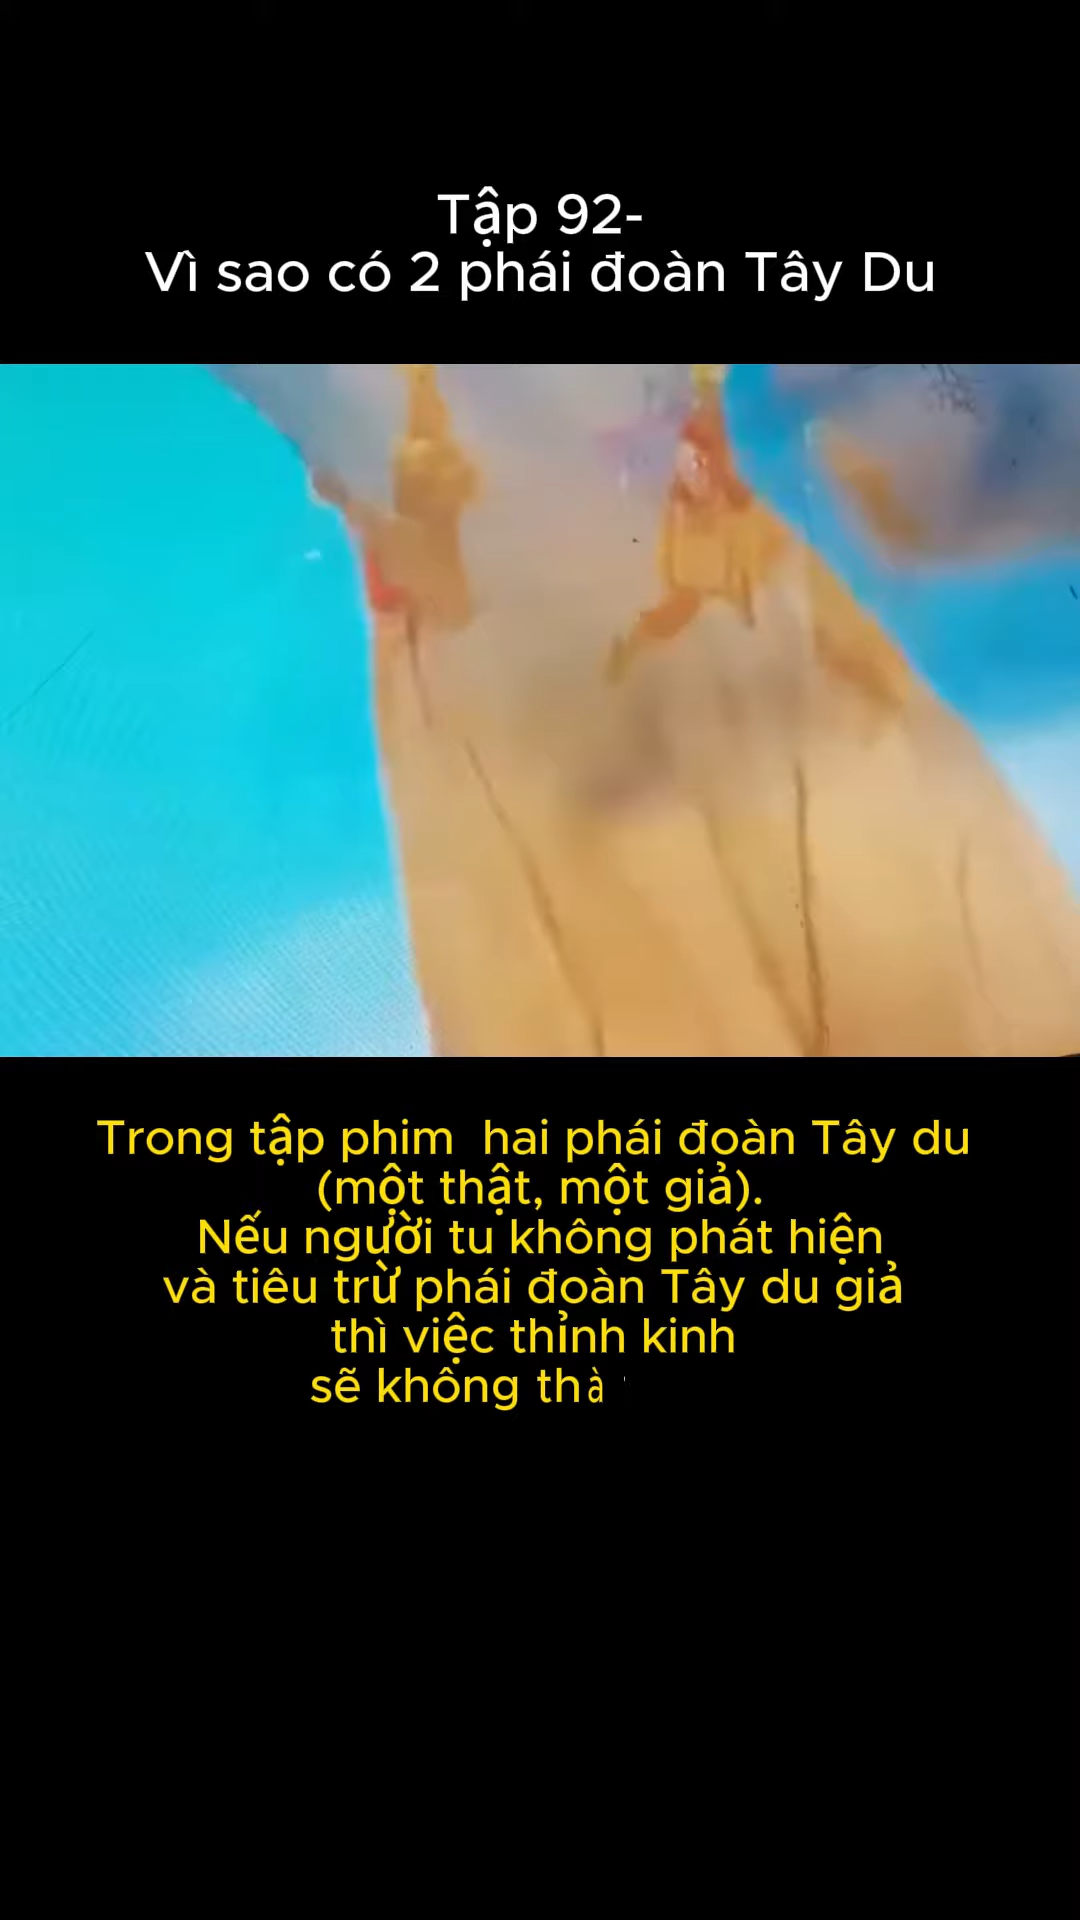 Tập 92-
Vì sao có 2 phái đoàn Tây Du
Trong tập phim hai phái đoàn Tây du
(một thật, một giả).
Nếu người tu không phát hiện
và tiêu trừ phái đoàn Tây du giả
thì việc thỉnh kinh
sẽ không thà